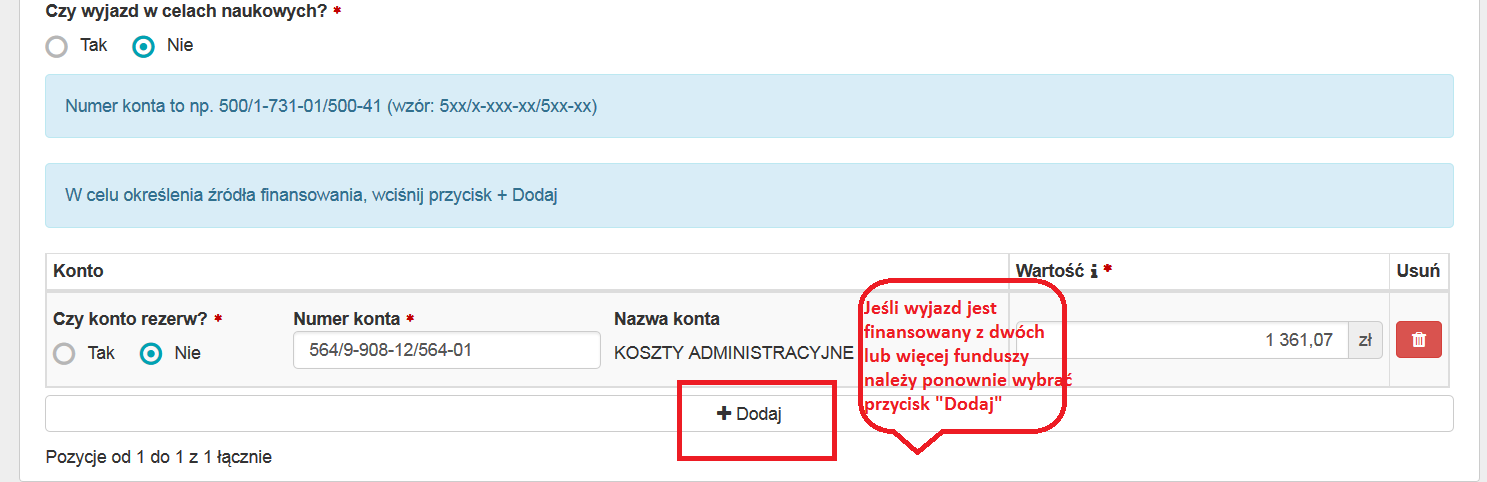 Czy wyjazd w celach naukowych? *
Tak Nie
Numer konta to np. 500/1-731-01/500-41 (wzór: 5xx/x-xxx-xx/5xx-xx)
W celu określenia źródła finansowania, wciśnij przycisk + Dodaj
Konto Wartość i * Usuń
Czy konto rezerw? * Numer konta * Nazwa konta
Tak Nie 564/9-908-12/564-01 KOSZTY ADMINISTRACYJNE 1 361,07 zł
Jeśli wyjazd jest
finansowany z dwóch
lub więcej funduszy
należy ponownie wybrać
przycisk "Dodaj"
+ Dodaj
Pozycje od 1 do 1 z 1 łącznie